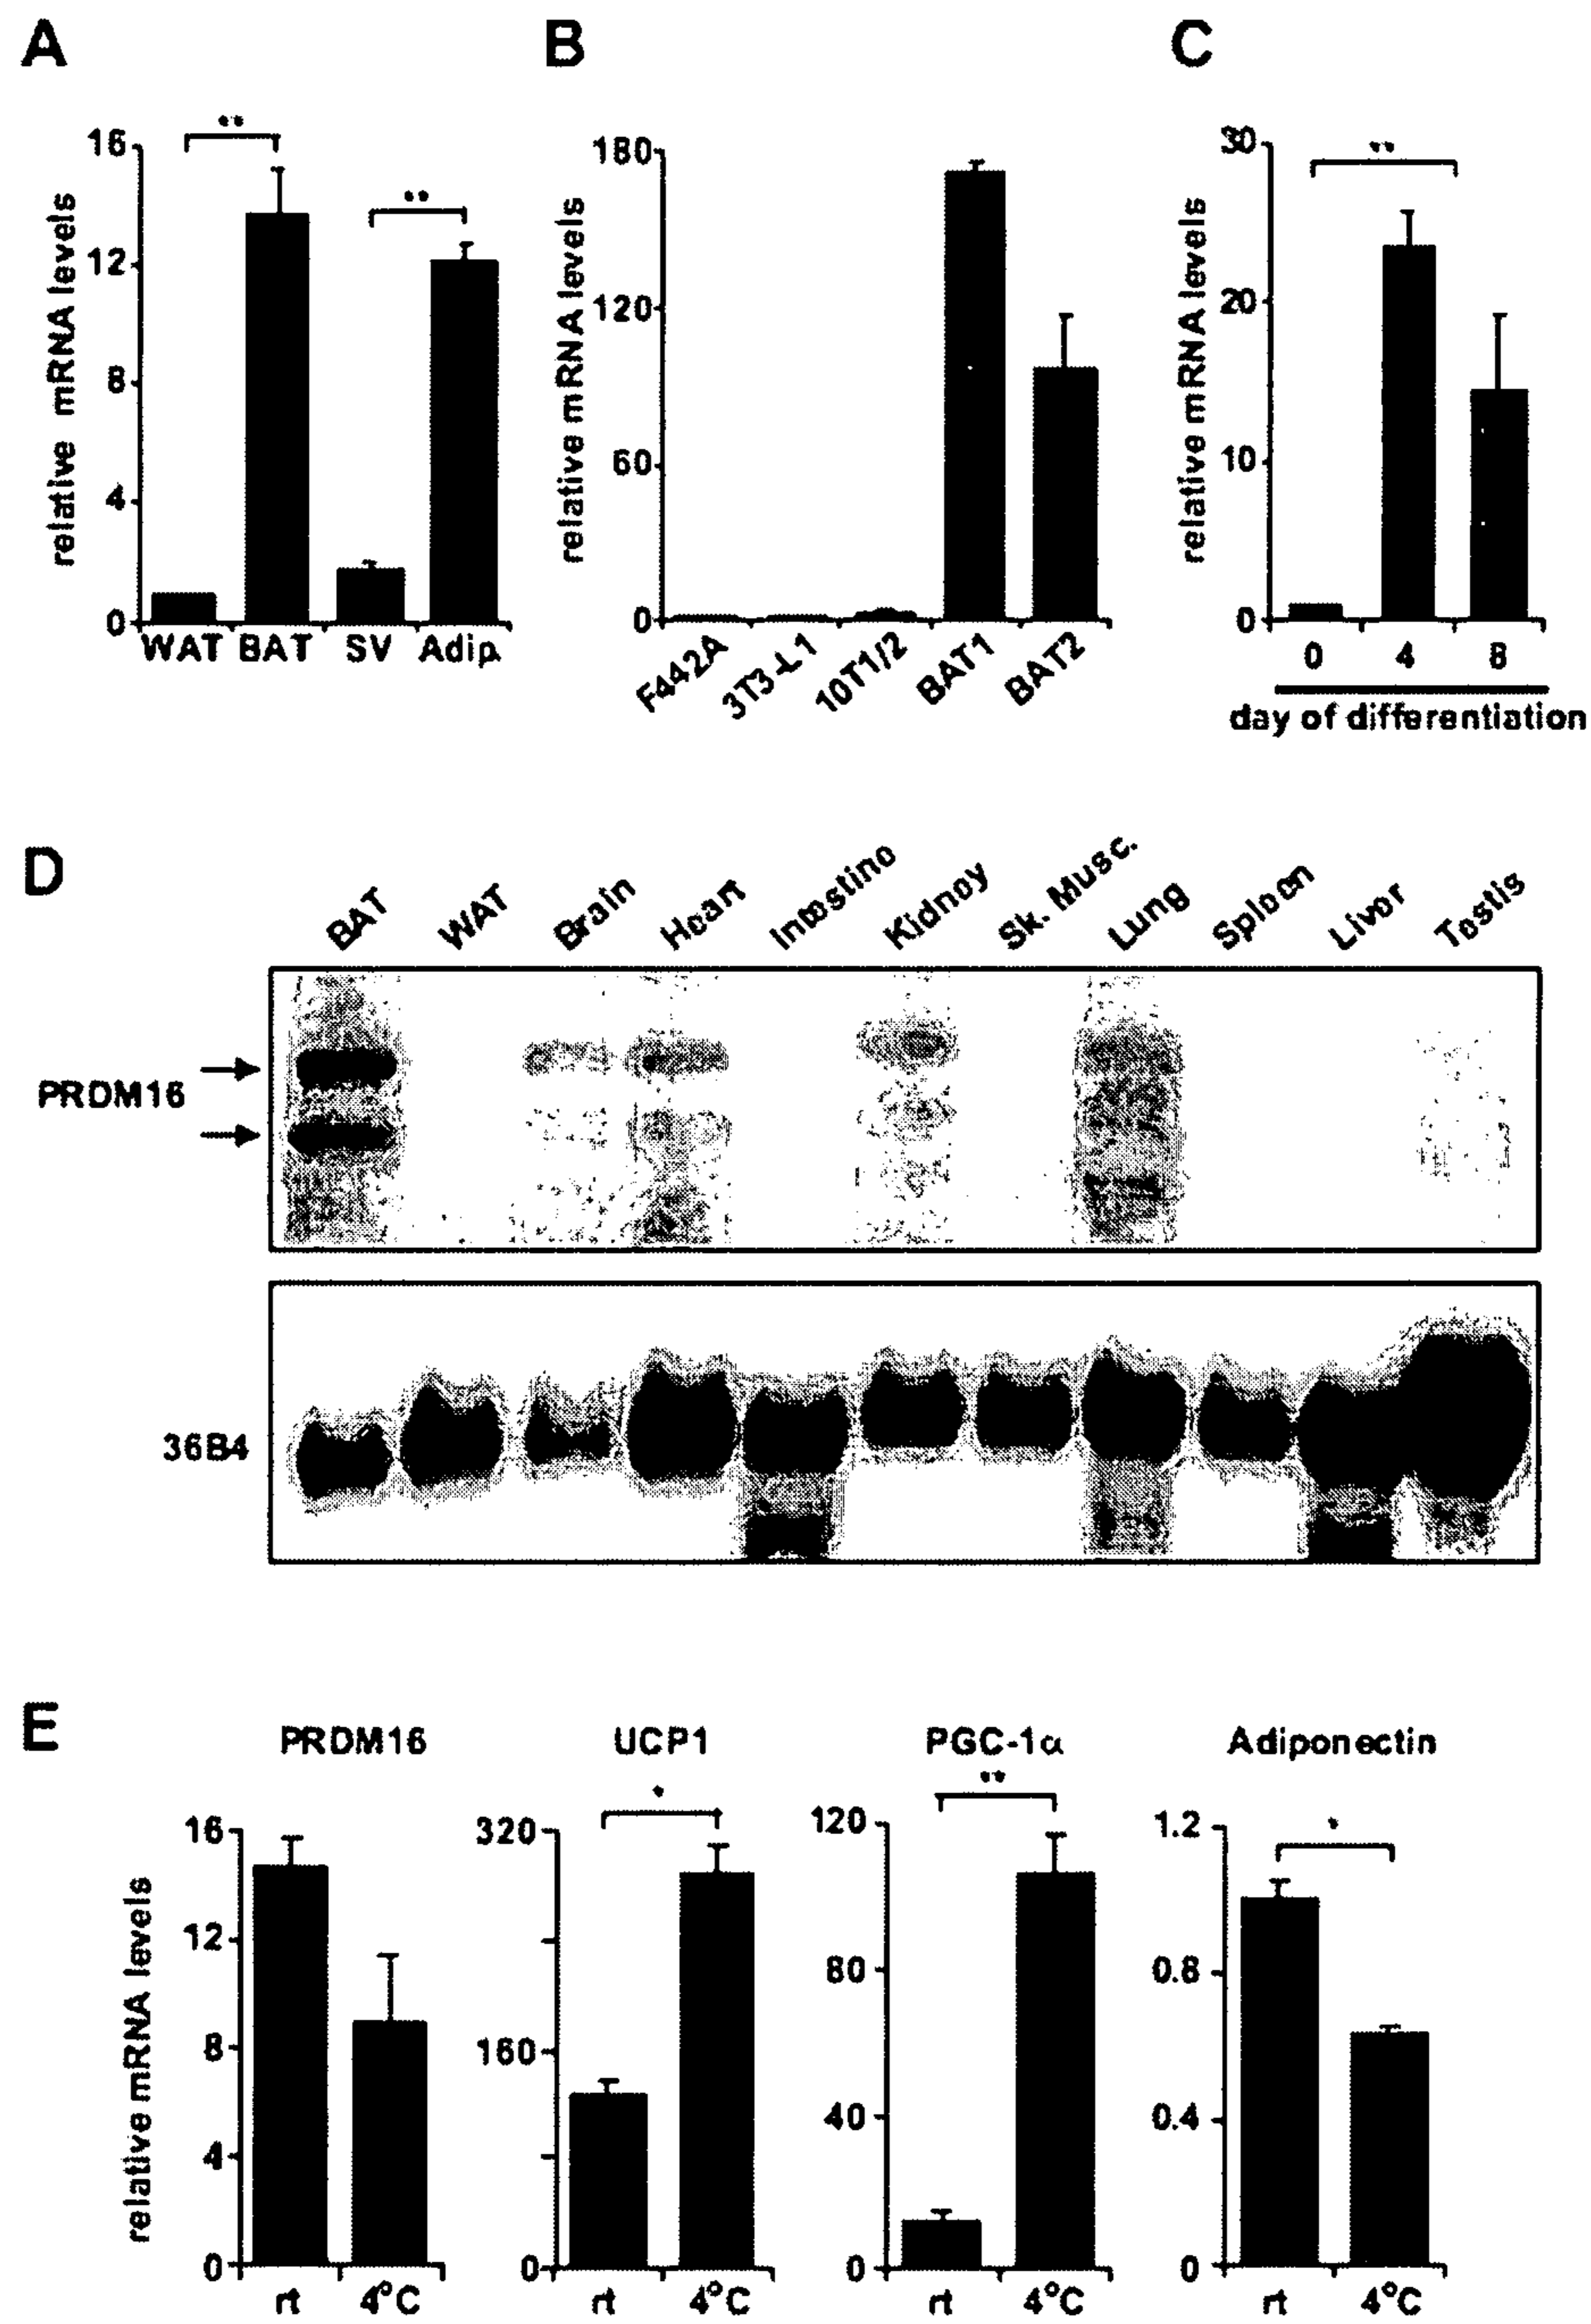 A
B
C
relative mRNA levels
16
12
8
4
0
**
**
WAT BAT SV Adip.
relative mRNA levels
180
120
60
0
F442A
3T3-L1
10T1/2
BAT1
BAT2
relative mRNA levels
30
20
10
0
**
0 4 8
day of differentiation
D
BAT
WAT
Brain
Heart
Intestine
Kidney
Sk. Musc.
Lung
Spleen
Liver
Testis
PRDM16
36B4
E
PRDM16
UCP1
PGC-1α
Adiponectin
relative mRNA levels
16
12
8
4
0
rt 4°C
*
320
160
0
rt 4°C
**
120
80
40
0
rt 4°C
*
1.2
0.8
0.4
0
rt 4°C